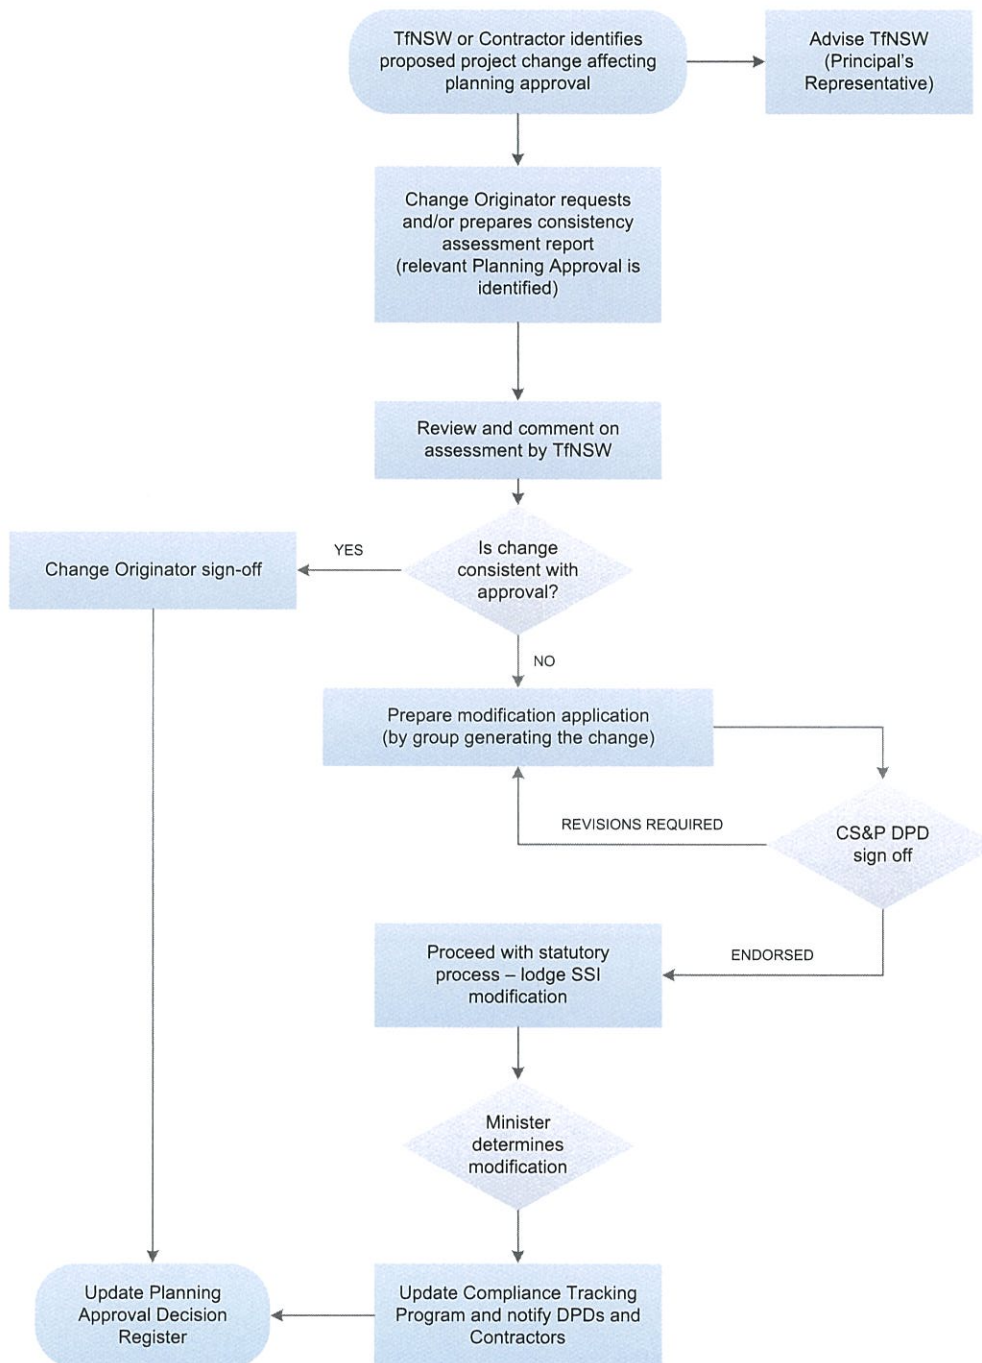 TfNSW or Contractor identifies
proposed project change affecting
planning approval
Advise TfNSW
(Principal's
Representative)
Change Originator requests
and/or prepares consistency
assessment report
(relevant Planning Approval is
identified)
Review and comment on
assessment by TfNSW
Is change
consistent with
approval?
YES
Change Originator sign-off
NO
Prepare modification application
(by group generating the change)
REVISIONS REQUIRED
CS&P DPD
sign off
ENDORSED
Proceed with statutory
process – lodge SSI
modification
Minister
determines
modification
Update Compliance Tracking
Program and notify DPDs and
Contractors
Update Planning
Approval Decision
Register